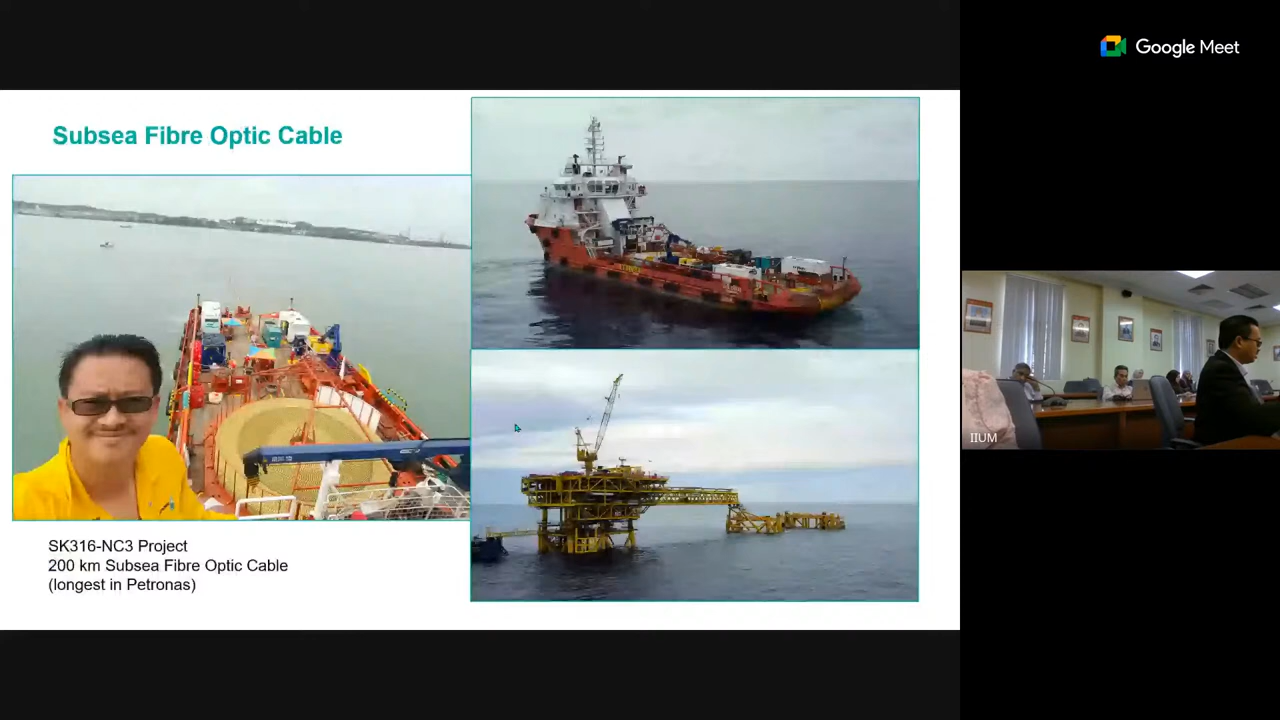 Google Meet
Subsea Fibre Optic Cable
SK316-NC3 Project
200 km Subsea Fibre Optic Cable
(longest in Petronas)
IIUM